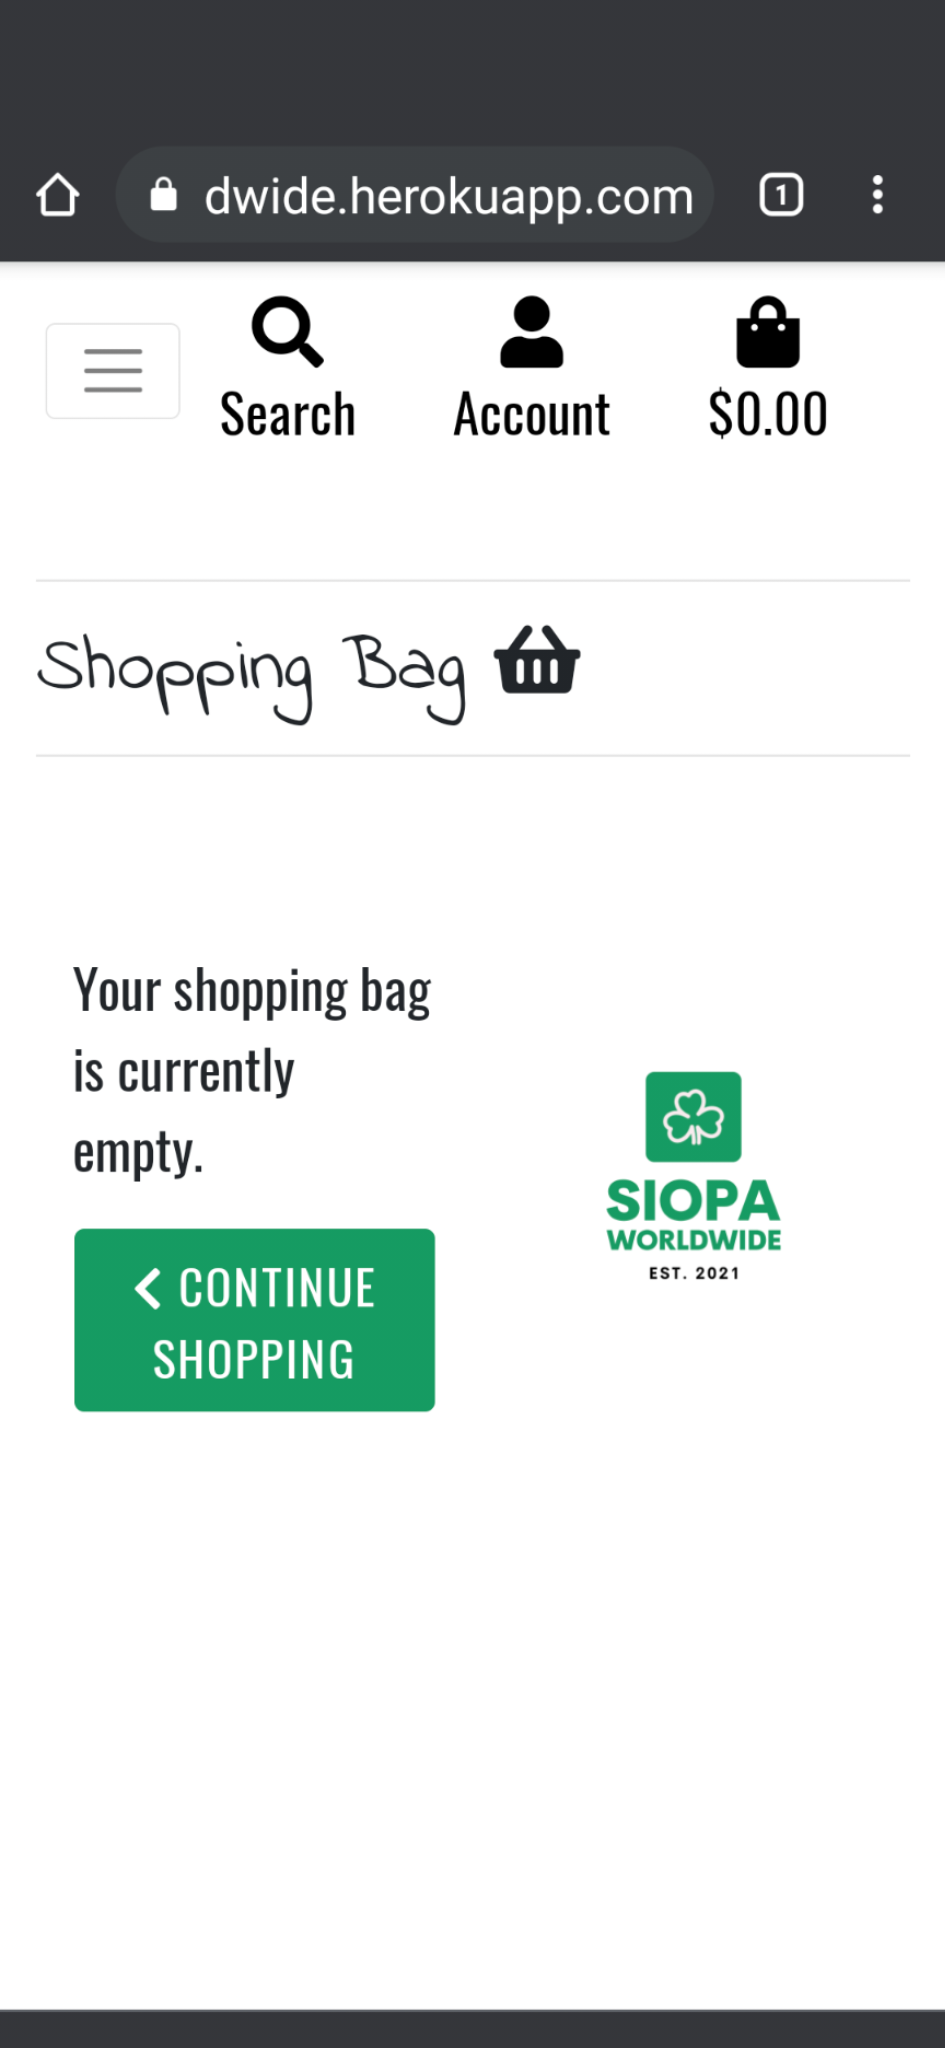 dwide.herokuapp.com
1
Search
Account
$0.00
Shopping Bag
Your shopping bag
is currently
empty.
CONTINUE
SHOPPING
SIOPA
WORLDWIDE
EST. 2021